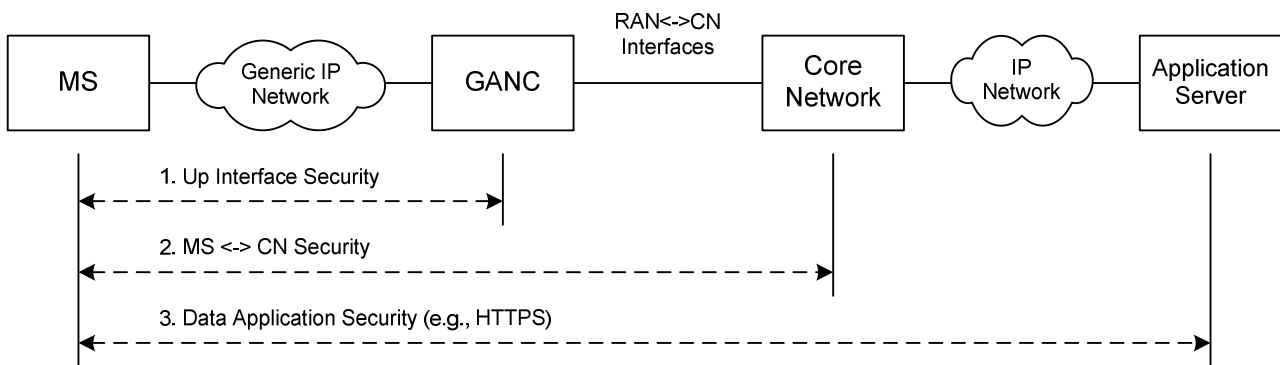 RAN<->CN
Interfaces
MS
Generic IP
Network
GANC
Core
Network
IP
Network
Application
Server
1. Up Interface Security
2. MS <-> CN Security
3. Data Application Security (e.g., HTTPS)